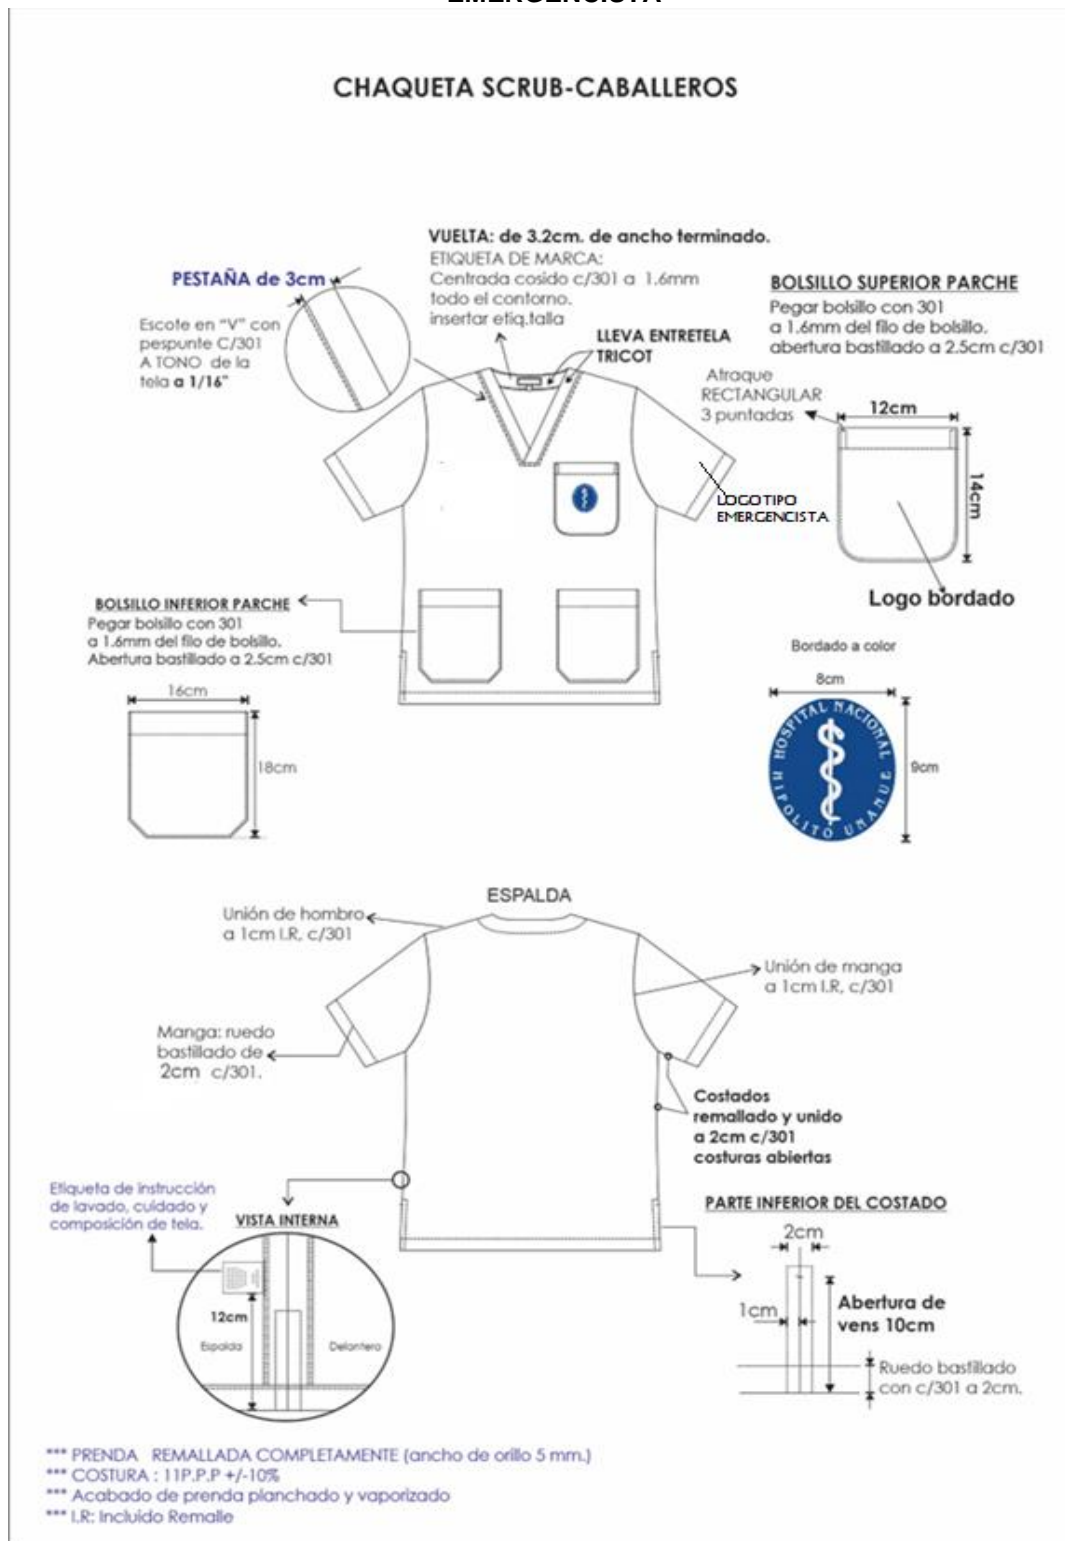 EMERGENCISTA
CHAQUETA SCRUB-CABALLEROS
VUELTA: de 3.2cm. de ancho terminado.
ETIQUETA DE MARCA:
Centrada cosido c/301 a 1.6mm
todo el contorno.
insertar etiq.talla
PESTAÑA de 3cm
Escote en "V" con
pespunte C/301
A TONO de la
tela a 1/16"
LLEVA ENTRETELA
TRICOT
BOLSILLO SUPERIOR PARCHE
Pegar bolsillo con 301
a 1.6mm del filo de bolsillo.
abertura bastillado a 2.5cm c/301
Atraque
RECTANGULAR
3 puntadas
12cm
14cm
LOGOTIPO
EMERGENCISTA
Logo bordado
BOLSILLO INFERIOR PARCHE
Pegar bolsillo con 301
a 1.6mm del filo de bolsillo.
Abertura bastillado a 2.5cm c/301
16cm
18cm
Bordado a color
8cm
9cm
HOSPITAL NACIONAL
HIPOLITO UNANUE
ESPALDA
Unión de hombro
a 1cm I.R, c/301
Unión de manga
a 1cm I.R, c/301
Manga: ruedo
bastillado de
2cm c/301.
Costados
remallado y unido
a 2cm c/301
costuras abiertas
Etiqueta de instrucción
de lavado, cuidado y
composición de tela.
VISTA INTERNA
12cm
Espalda
Delantero
PARTE INFERIOR DEL COSTADO
2cm
1cm
Abertura de
vens 10cm
Ruedo bastillado
con c/301 a 2cm.
*** PRENDA REMALLADA COMPLETAMENTE (ancho de orillo 5 mm.)
*** COSTURA : 11P.P.P +/-10%
*** Acabado de prenda planchado y vaporizado
*** I.R: Incluido Remalle